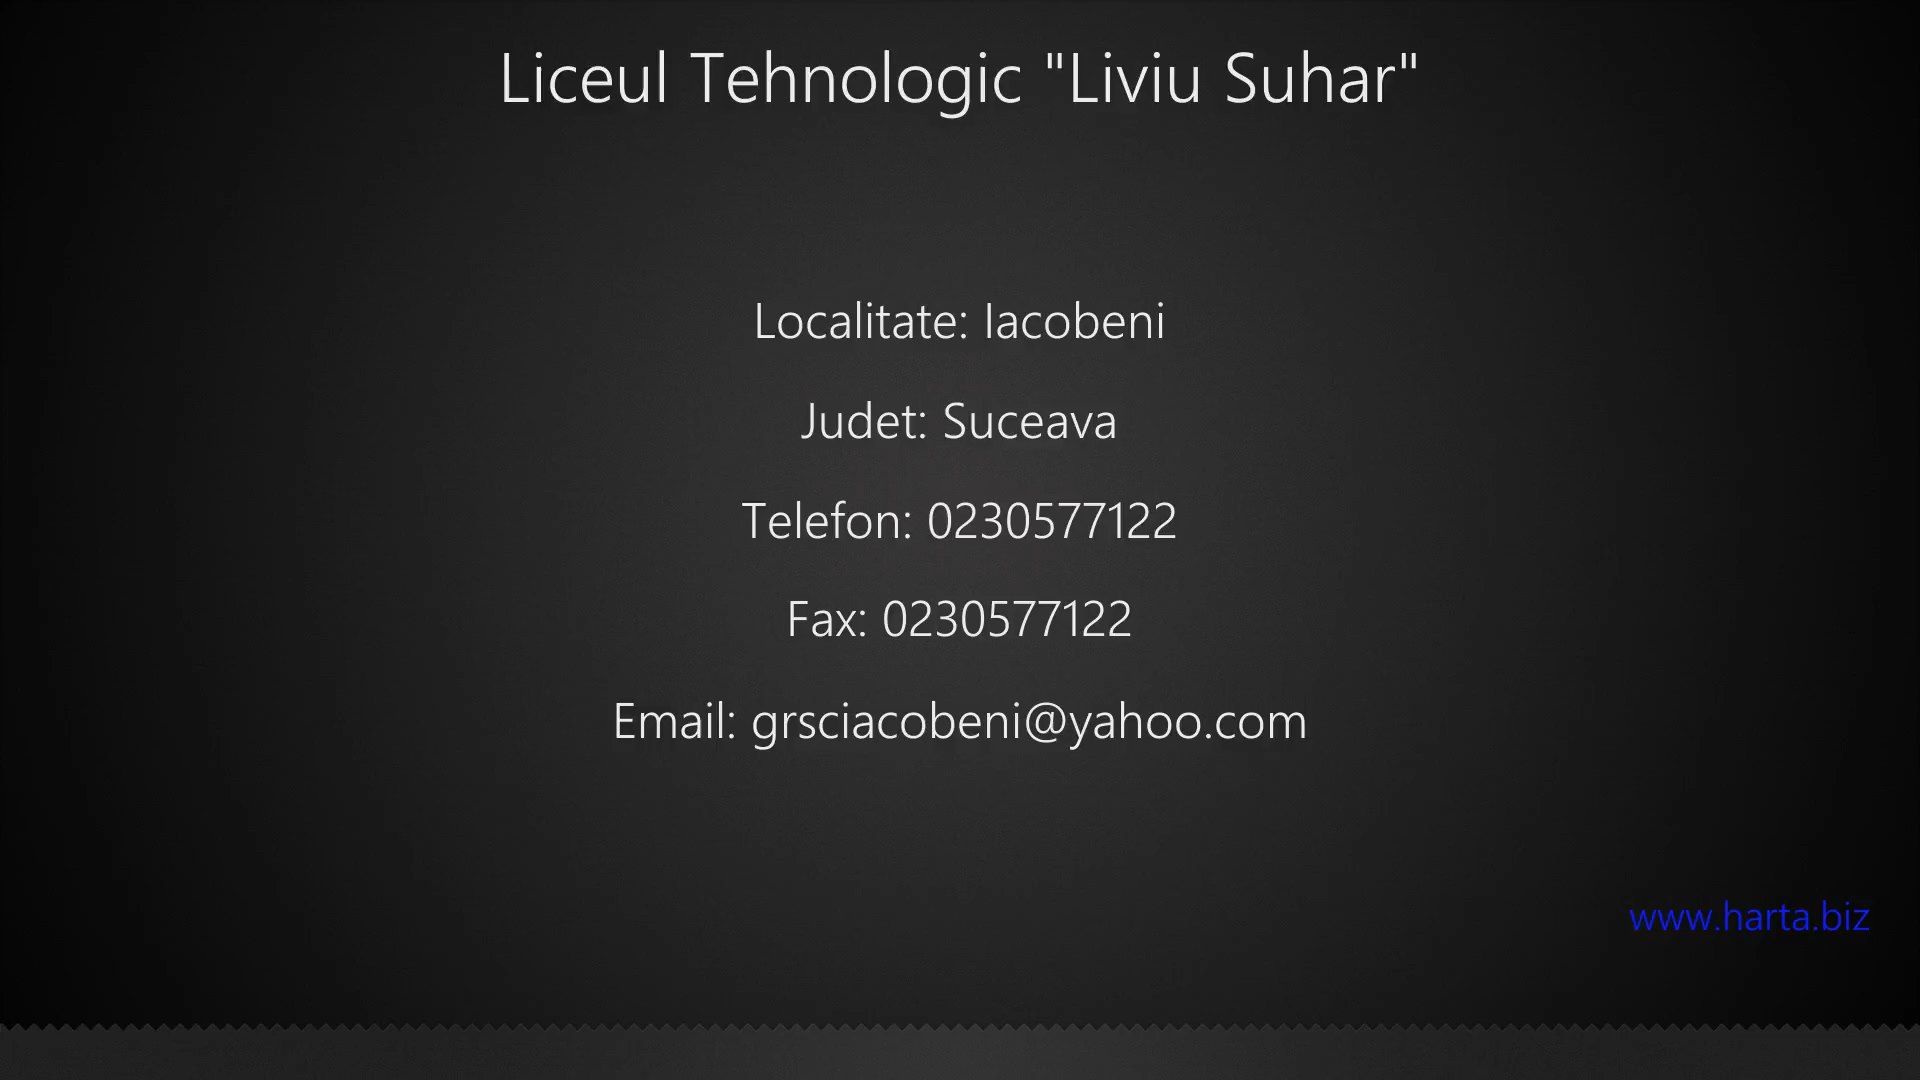 Liceul Tehnologic "Liviu Suhar"
Localitate: Iacobeni
Judet: Suceava
Telefon: 0230577122
Fax: 0230577122
Email: grsciacobeni@yahoo.com
www.harta.biz